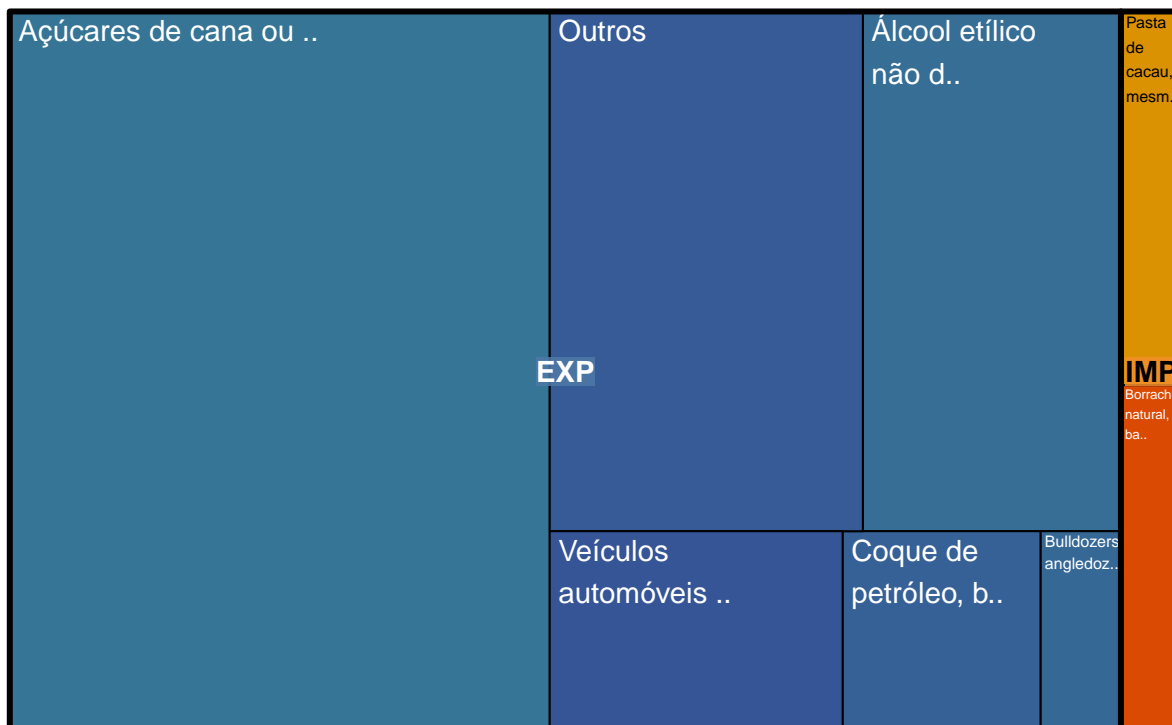 Açúcares de cana ou ..
Outros
Álcool etílico
não d..
Pasta
de
cacau,
mesm.
EXP
IMP
Borrach
natural,
ba..
Veículos
automóveis ..
Coque de
petróleo, b..
Bulldozers
angledoz..